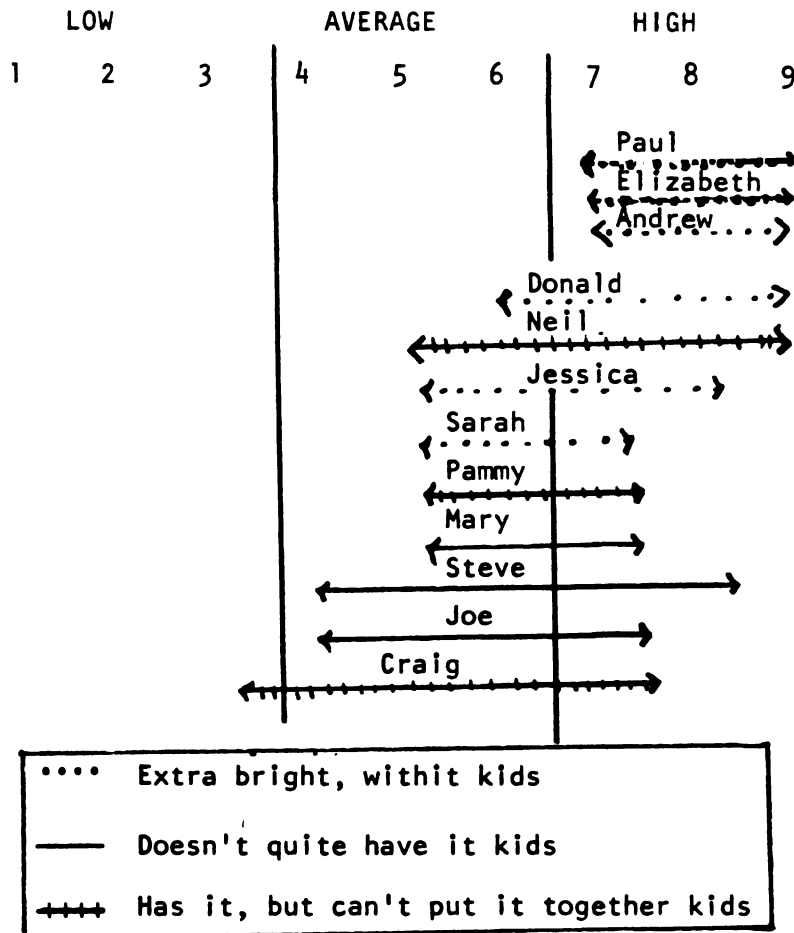 LOW AVERAGE HIGH
1 2 3 4 5 6 7 8 9
Paul
Elizabeth
Andrew
Donald
Neil
Jessica
Sarah
Pammy
Mary
Steve
Joe
Craig
Extra bright, withit kids
Doesn't quite have it kids
Has it, but can't put it together kids